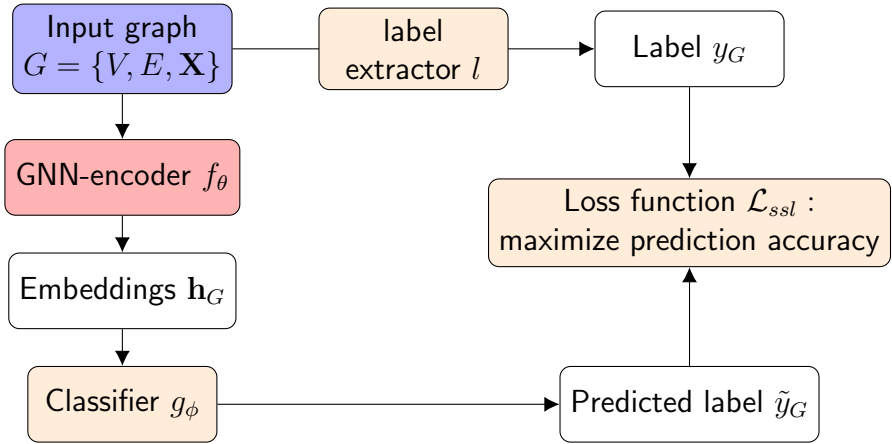 Input graph
G = {V, E, X}
label
extractor l
Label y_G
GNN-encoder f_θ
Loss function ℒ_ssl :
maximize prediction accuracy
Embeddings h_G
Classifier g_ϕ
Predicted label ỹ_G